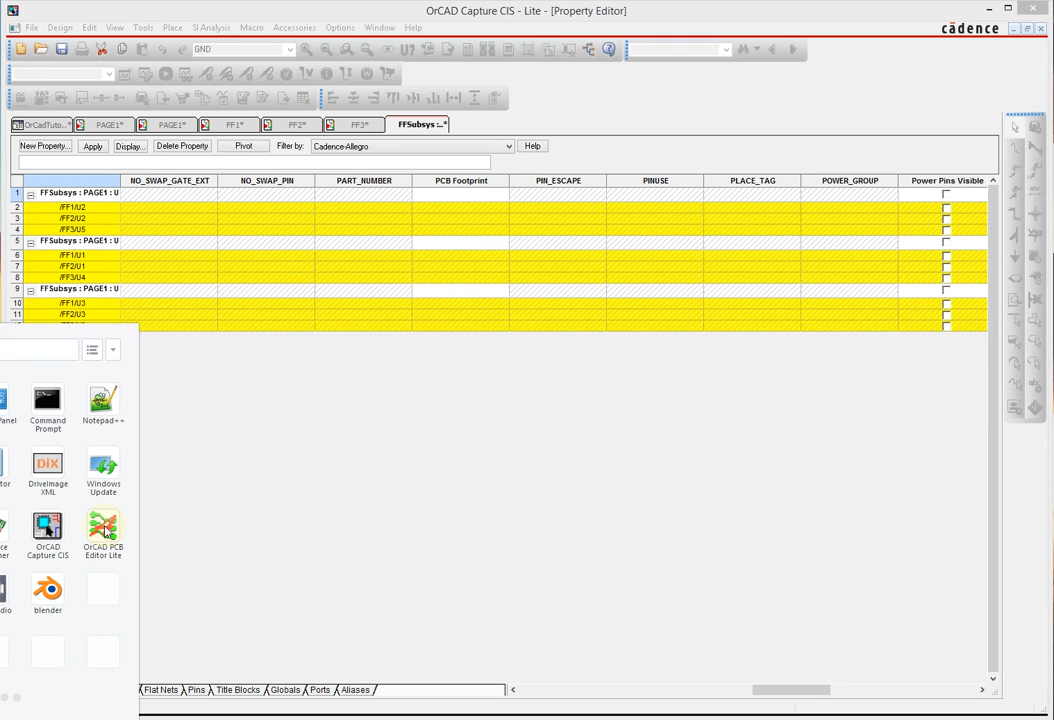 OrCAD Capture CIS - Lite - [Property Editor]
File Design Edit View Tools Place SI Analysis Macro Accessories Options Window Help
cādence
GND
U?
OrCadTuto..* PAGE1* PAGE1* FF1* FF2* FF3* FFSubsys :..*
New Property... Apply Display... Delete Property Pivot Filter by: Cadence-Allegro Help
NO_SWAP_GATE_EXT NO_SWAP_PIN PART_NUMBER PCB Footprint PIN_ESCAPE PINUSE PLACE_TAG POWER_GROUP Power Pins Visible
1 FFSubsys : PAGE1 : U
2 /FF1/U2
3 /FF2/U2
4 /FF3/U5
5 FFSubsys : PAGE1 : U
6 /FF1/U1
7 /FF2/U1
8 /FF3/U4
9 FFSubsys : PAGE1 : U
10 /FF1/U3
11 /FF2/U3
Panel
Command Prompt
Notepad++
DiX
DriveImage XML
Windows Update
OrCAD Capture CIS
OrCAD PCB Editor Lite
blender
Flat Nets Pins Title Blocks Globals Ports Aliases